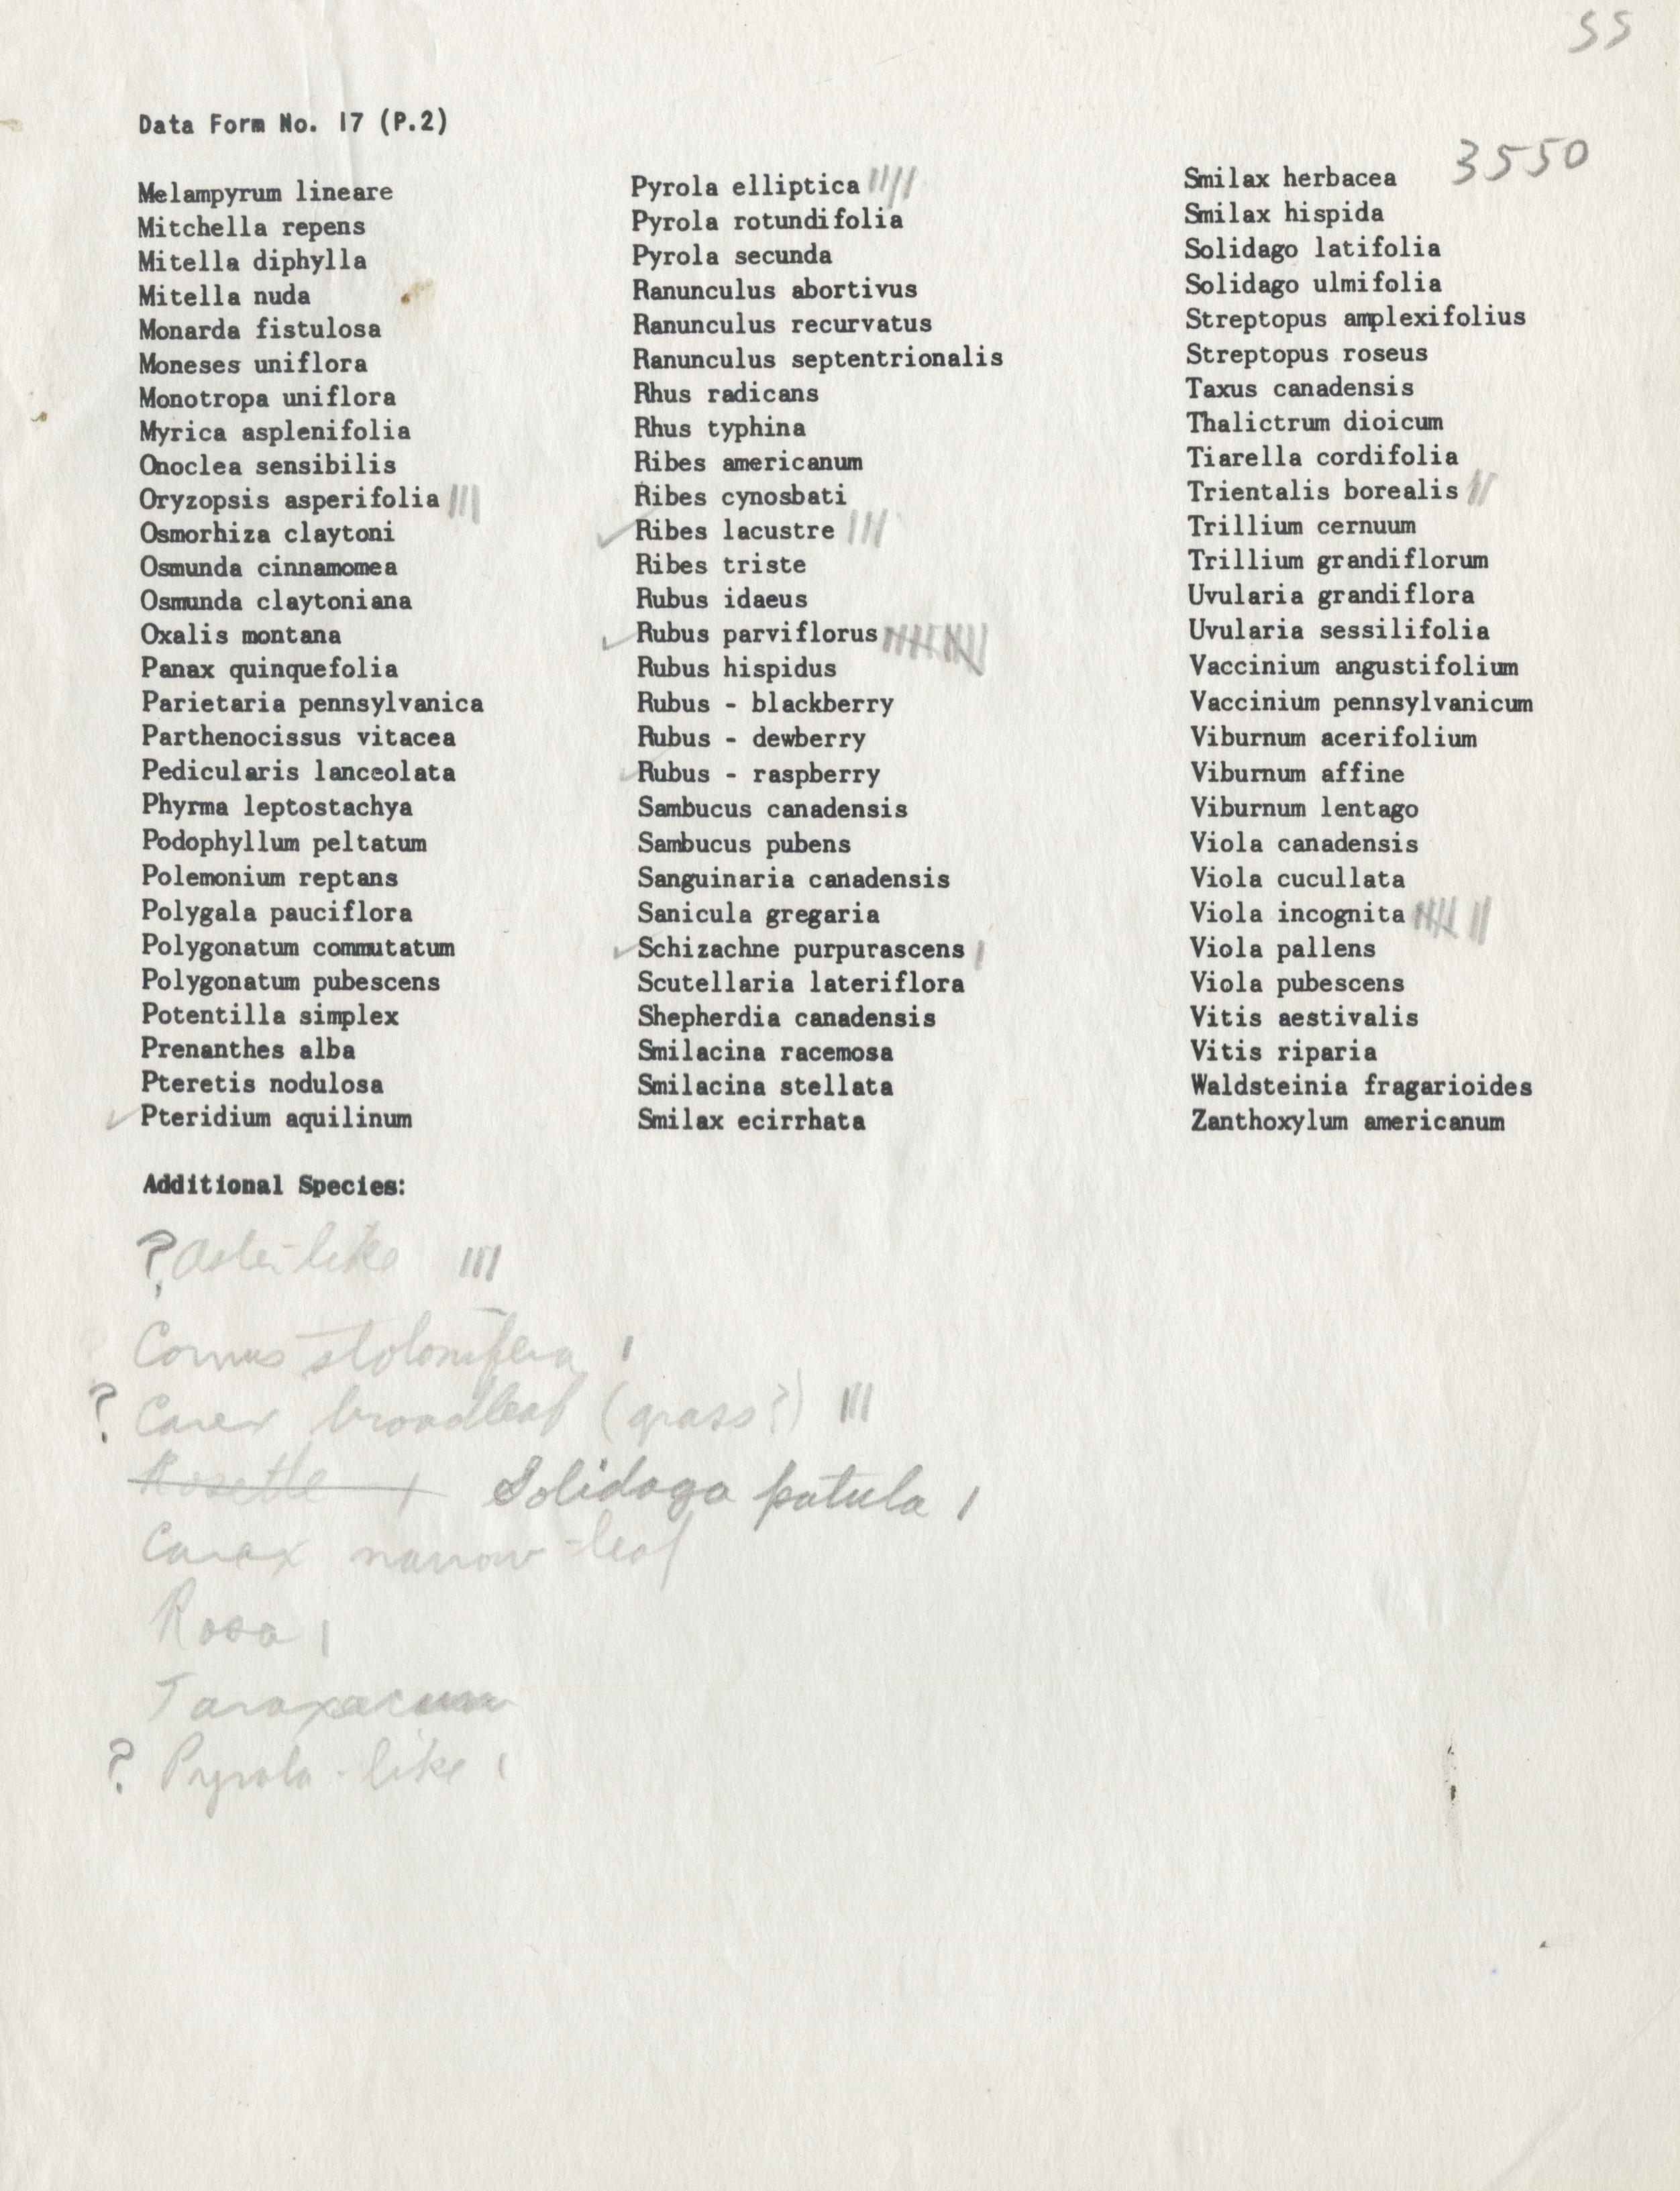 55
Data Form No. 17 (P.2)
3550
Melampyrum lineare
Mitchella repens
Mitella diphylla
Mitella nuda
Monarda fistulosa
Moneses uniflora
Monotropa uniflora
Myrica asplenifolia
Onoclea sensibilis
Oryzopsis asperifolia |||
Osmorhiza claytoni
Osmunda cinnamomea
Osmunda claytoniana
Oxalis montana
Panax quinquefolia
Parietaria pennsylvanica
Parthenocissus vitacea
Pedicularis lanceolata
Phyrma leptostachya
Podophyllum peltatum
Polemonium reptans
Polygala pauciflora
Polygonatum commutatum
Polygonatum pubescens
Potentilla simplex
Prenanthes alba
Pteretis nodulosa
✓ Pteridium aquilinum
Pyrola elliptica ||||
Pyrola rotundifolia
Pyrola secunda
Ranunculus abortivus
Ranunculus recurvatus
Ranunculus septentrionalis
Rhus radicans
Rhus typhina
Ribes americanum
Ribes cynosbati
✓ Ribes lacustre |||
Ribes triste
Rubus idaeus
✓ Rubus parviflorus
Rubus hispidus
Rubus - blackberry
Rubus - dewberry
✓ Rubus - raspberry
Sambucus canadensis
Sambucus pubens
Sanguinaria canadensis
Sanicula gregaria
✓ Schizachne purpurascens |
Scutellaria lateriflora
Shepherdia canadensis
Smilacina racemosa
Smilacina stellata
Smilax ecirrhata
Smilax herbacea
Smilax hispida
Solidago latifolia
Solidago ulmifolia
Streptopus amplexifolius
Streptopus roseus
Taxus canadensis
Thalictrum dioicum
Tiarella cordifolia
Trientalis borealis ||
Trillium cernuum
Trillium grandiflorum
Uvularia grandiflora
Uvularia sessilifolia
Vaccinium angustifolium
Vaccinium pennsylvanicum
Viburnum acerifolium
Viburnum affine
Viburnum lentago
Viola canadensis
Viola cucullata
Viola incognita |||| ||
Viola pallens
Viola pubescens
Vitis aestivalis
Vitis riparia
Waldsteinia fragarioides
Zanthoxylum americanum
Additional Species:
? Aster-like |||
Cornus stolonifera |
? Carex broadleaf (grass?) |||
Rosette | Solidago patula |
Carex narrow-leaf
Rosa |
Taraxacum
? Pyrola-like |